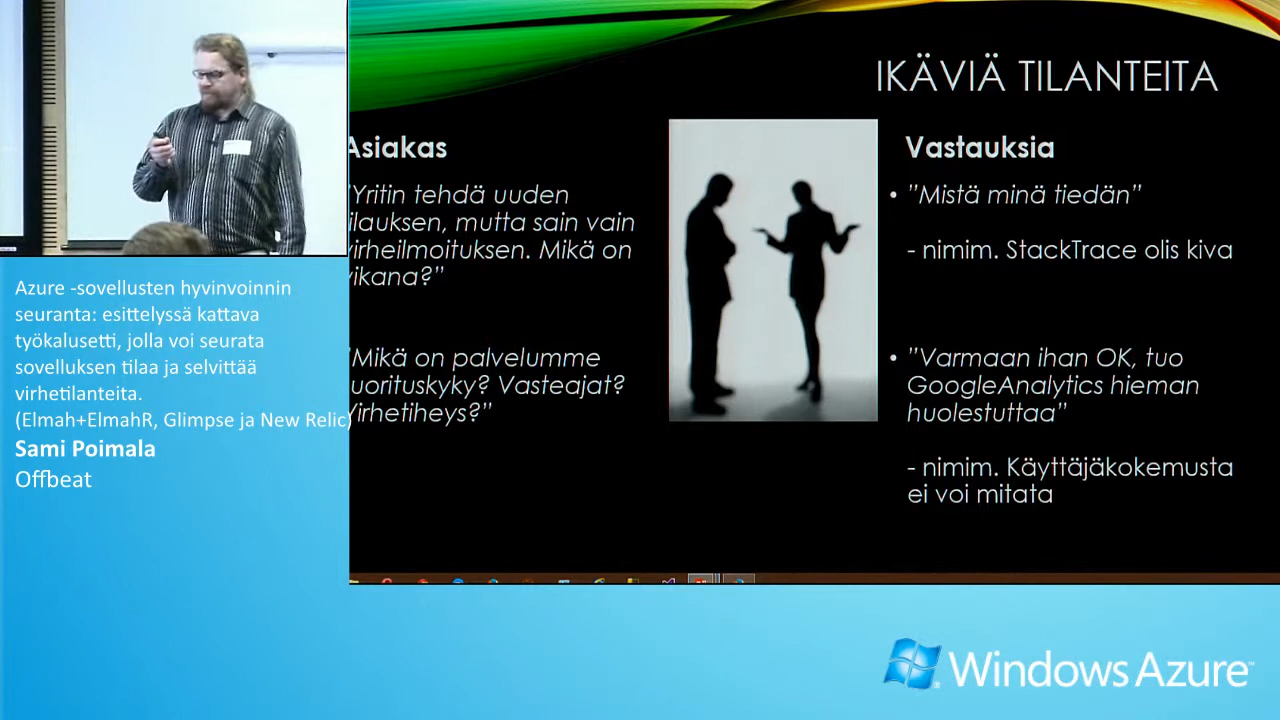 IKÄVIÄ TILANTEITA
Asiakas
"Yritin tehdä uuden
ilauksen, mutta sain vain
virheilmoituksen. Mikä on
vikana?"
"Mikä on palvelumme
uorituskyky? Vasteajat?
Virhetiheys?"
Vastauksia
• "Mistä minä tiedän"
- nimim. StackTrace olis kiva
• "Varmaan ihan OK, tuo
GoogleAnalytics hieman
huolestuttaa"
- nimim. Käyttäjäkokemusta
ei voi mitata
Azure -sovellusten hyvinvoinnin
seuranta: esittelyssä kattava
työkalusetti, jolla voi seurata
sovelluksen tilaa ja selvittää
virhetilanteita.
(Elmah+ElmahR, Glimpse ja New Relic)
Sami Poimala
Offbeat
Windows Azure™